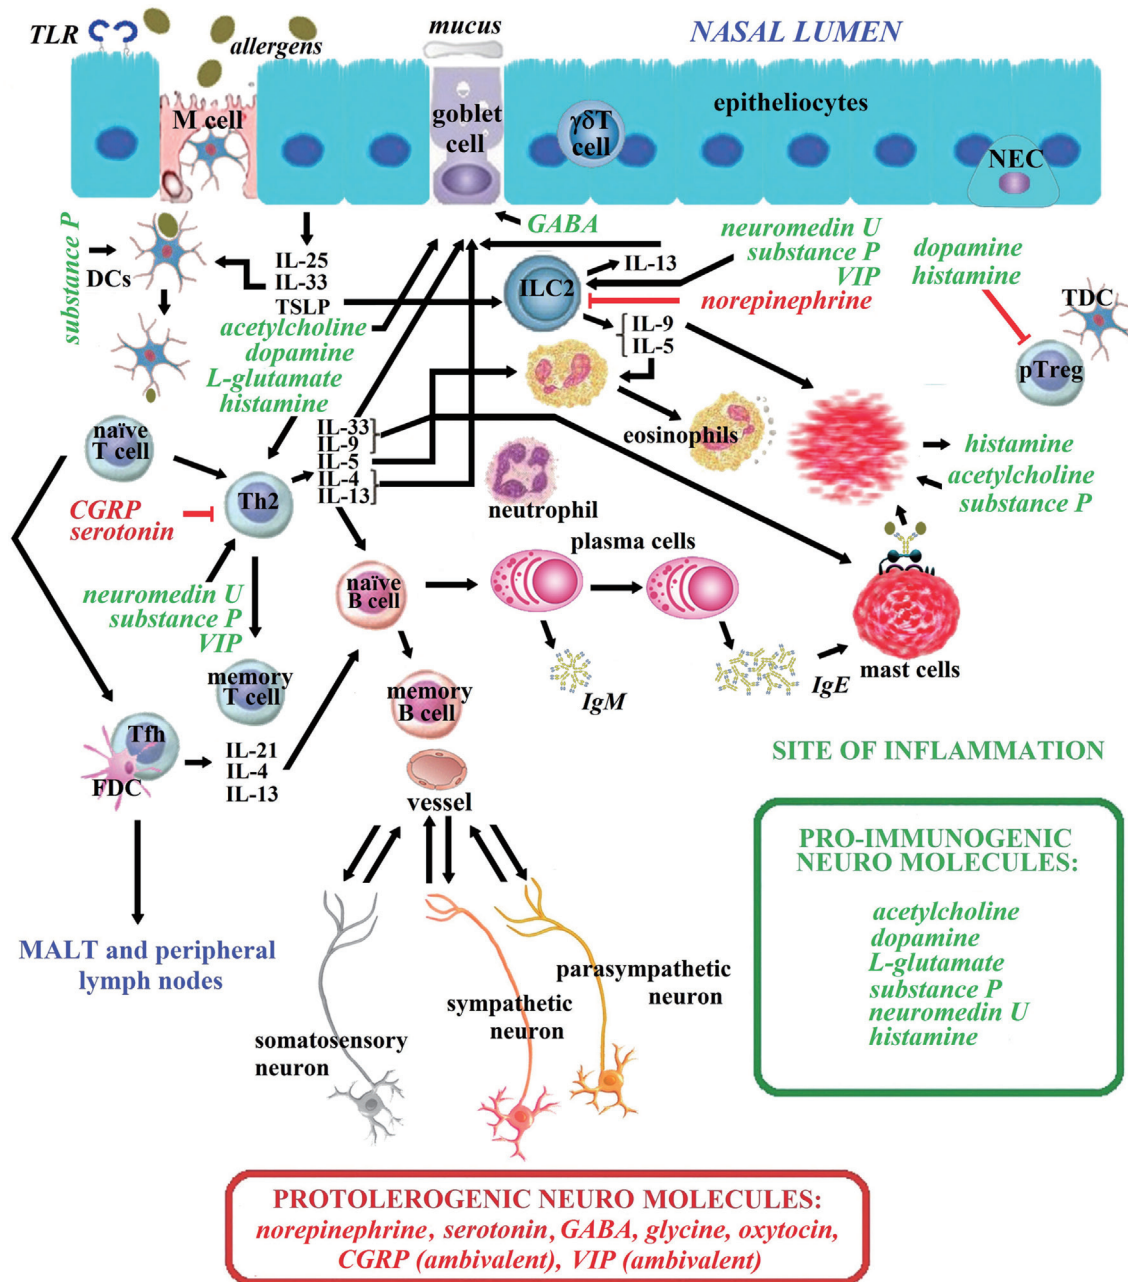 TLR
allergens
mucus
NASAL LUMEN
M cell
goblet
cell
γδT
cell
epitheliocytes
NEC
substance P
DCs
IL-25
IL-33
TSLP
GABA
ILC2
IL-13
neuromedin U
substance P
VIP
norepinephrine
dopamine
histamine
TDC
pTreg
acetylcholine
dopamine
L-glutamate
histamine
IL-9
IL-5
eosinophils
naïve
T cell
IL-33
IL-9
IL-5
IL-4
IL-13
Th2
CGRP
serotonin
neutrophil
histamine
acetylcholine
substance P
plasma cells
neuromedin U
substance P
VIP
naïve
B cell
memory
T cell
memory
B cell
IgM
IgE
mast cells
Tfh
FDC
IL-21
IL-4
IL-13
vessel
SITE OF INFLAMMATION
PRO-IMMUNOGENIC
NEURO MOLECULES:
acetylcholine
dopamine
L-glutamate
substance P
neuromedin U
histamine
MALT and peripheral
lymph nodes
somatosensory
neuron
sympathetic
neuron
parasympathetic
neuron
PROTOLEROGENIC NEURO MOLECULES:
norepinephrine, serotonin, GABA, glycine, oxytocin,
CGRP (ambivalent), VIP (ambivalent)